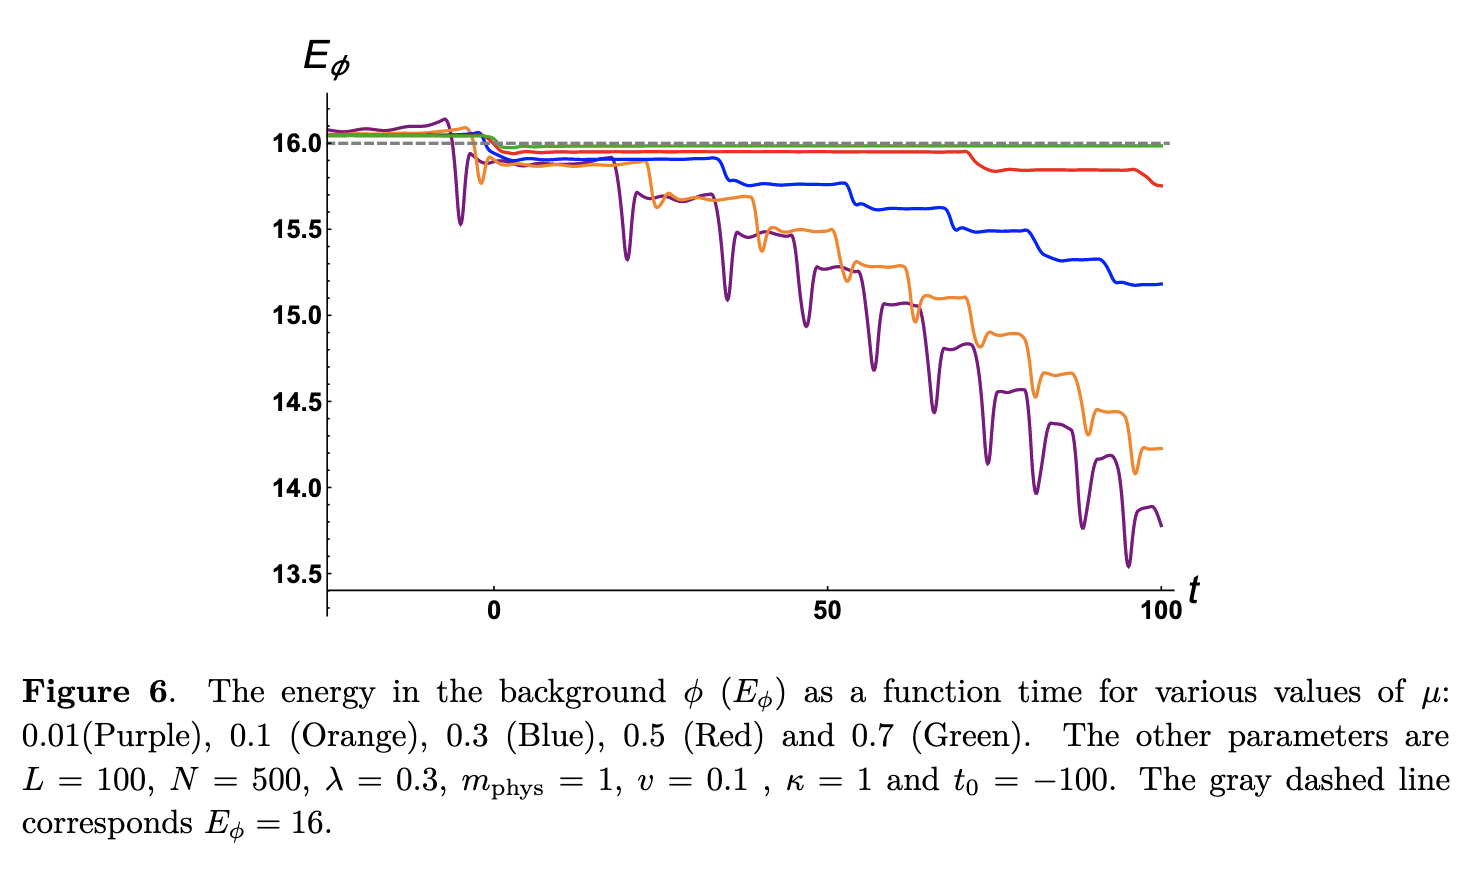 E_ϕ
16.0
15.5
15.0
14.5
14.0
13.5
0
50
100
t
Figure 6. The energy in the background ϕ (E_ϕ) as a function time for various values of μ:
0.01(Purple), 0.1 (Orange), 0.3 (Blue), 0.5 (Red) and 0.7 (Green). The other parameters are
L = 100, N = 500, λ = 0.3, m_phys = 1, v = 0.1 , κ = 1 and t_0 = −100. The gray dashed line
corresponds E_ϕ = 16.